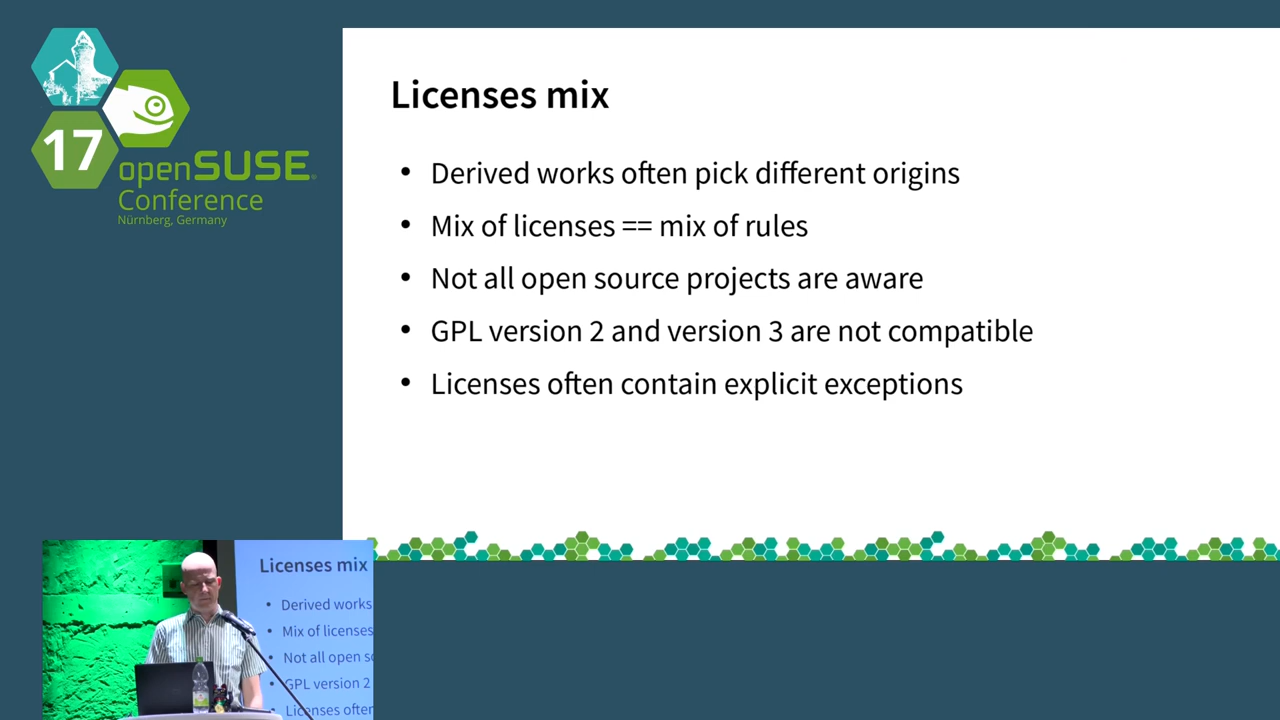 17
openSUSE
Conference
Nürnberg, Germany
Licenses mix
• Derived works often pick different origins
• Mix of licenses == mix of rules
• Not all open source projects are aware
• GPL version 2 and version 3 are not compatible
• Licenses often contain explicit exceptions
Licenses mix
• Derived works
• Mix of licenses
• Not all open so
• GPL version 2
• Licenses often